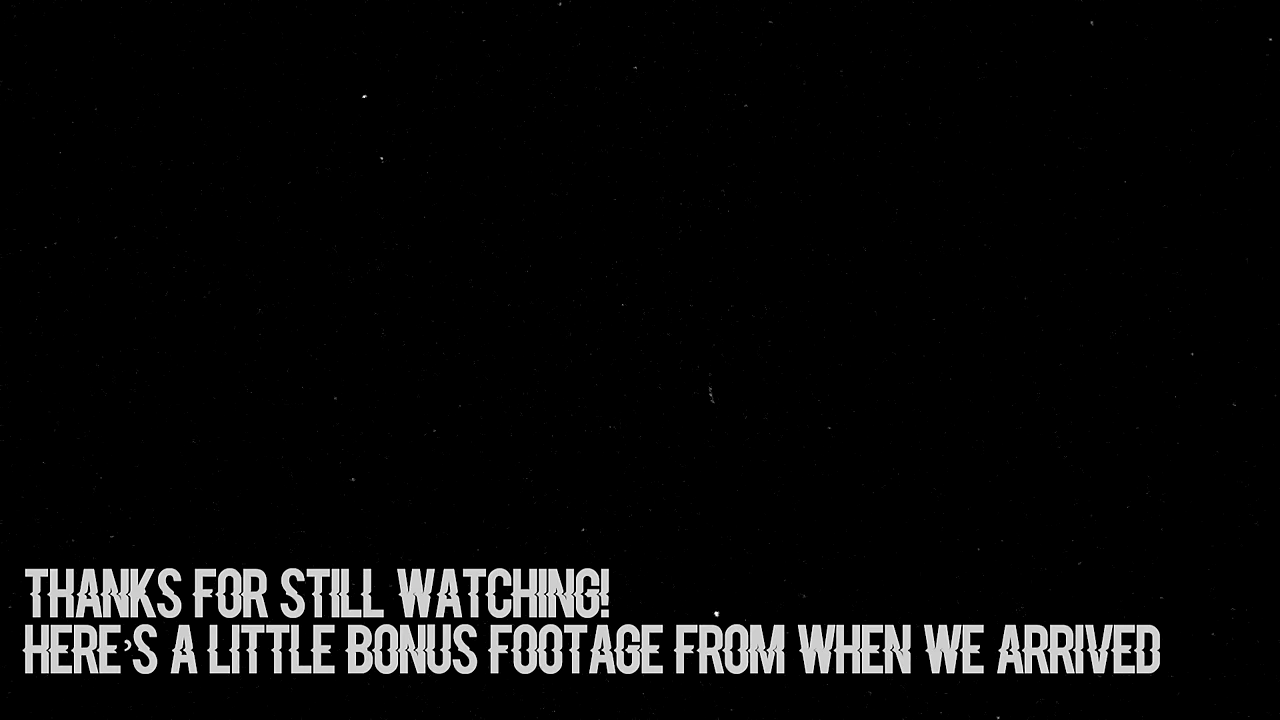 THANKS FOR STILL WATCHING!
HERE'S A LITTLE BONUS FOOTAGE FROM WHEN WE ARRIVED